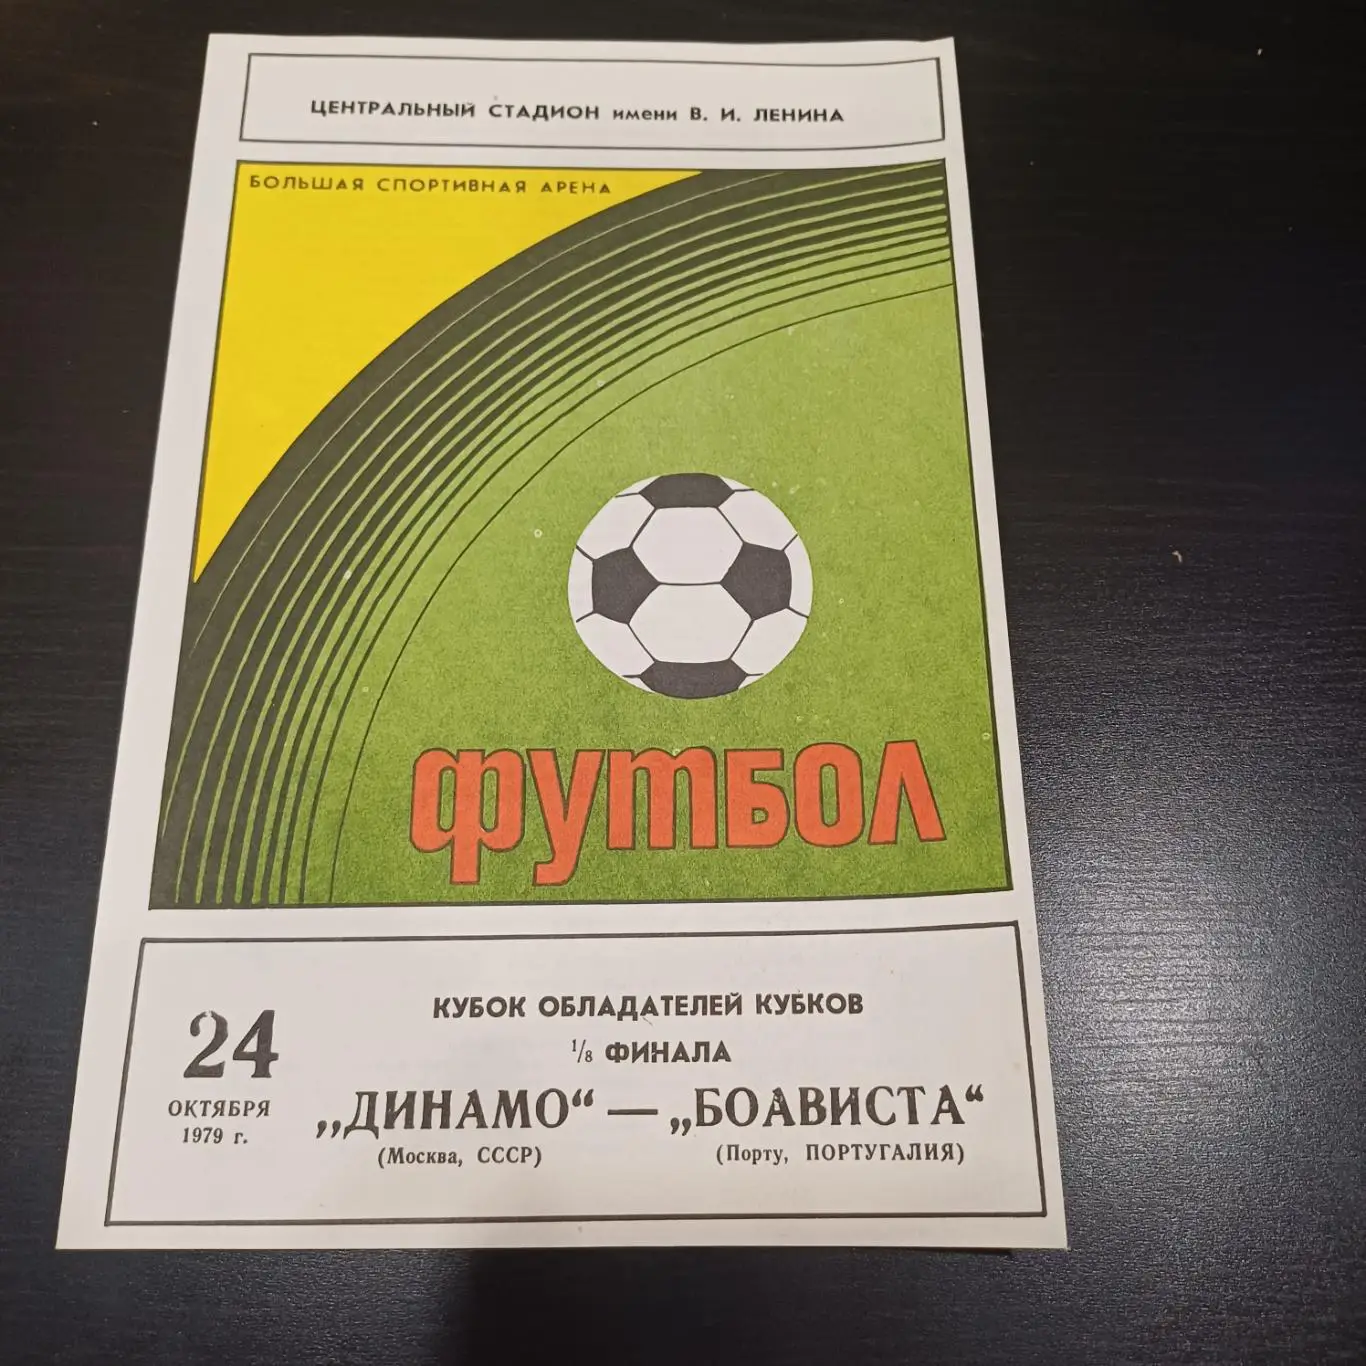 ЦЕНТРАЛЬНЫЙ СТАДИОН имени В. И. ЛЕНИНА
БОЛЬШАЯ СПОРТИВНАЯ АРЕНА
ФУТБОЛ
24
ОКТЯБРЯ
1979 г.
КУБОК ОБЛАДАТЕЛЕЙ КУБКОВ
1/8 ФИНАЛА
„ДИНАМО“ — „БОАВИСТА“
(Москва, СССР) (Порту, ПОРТУГАЛИЯ)